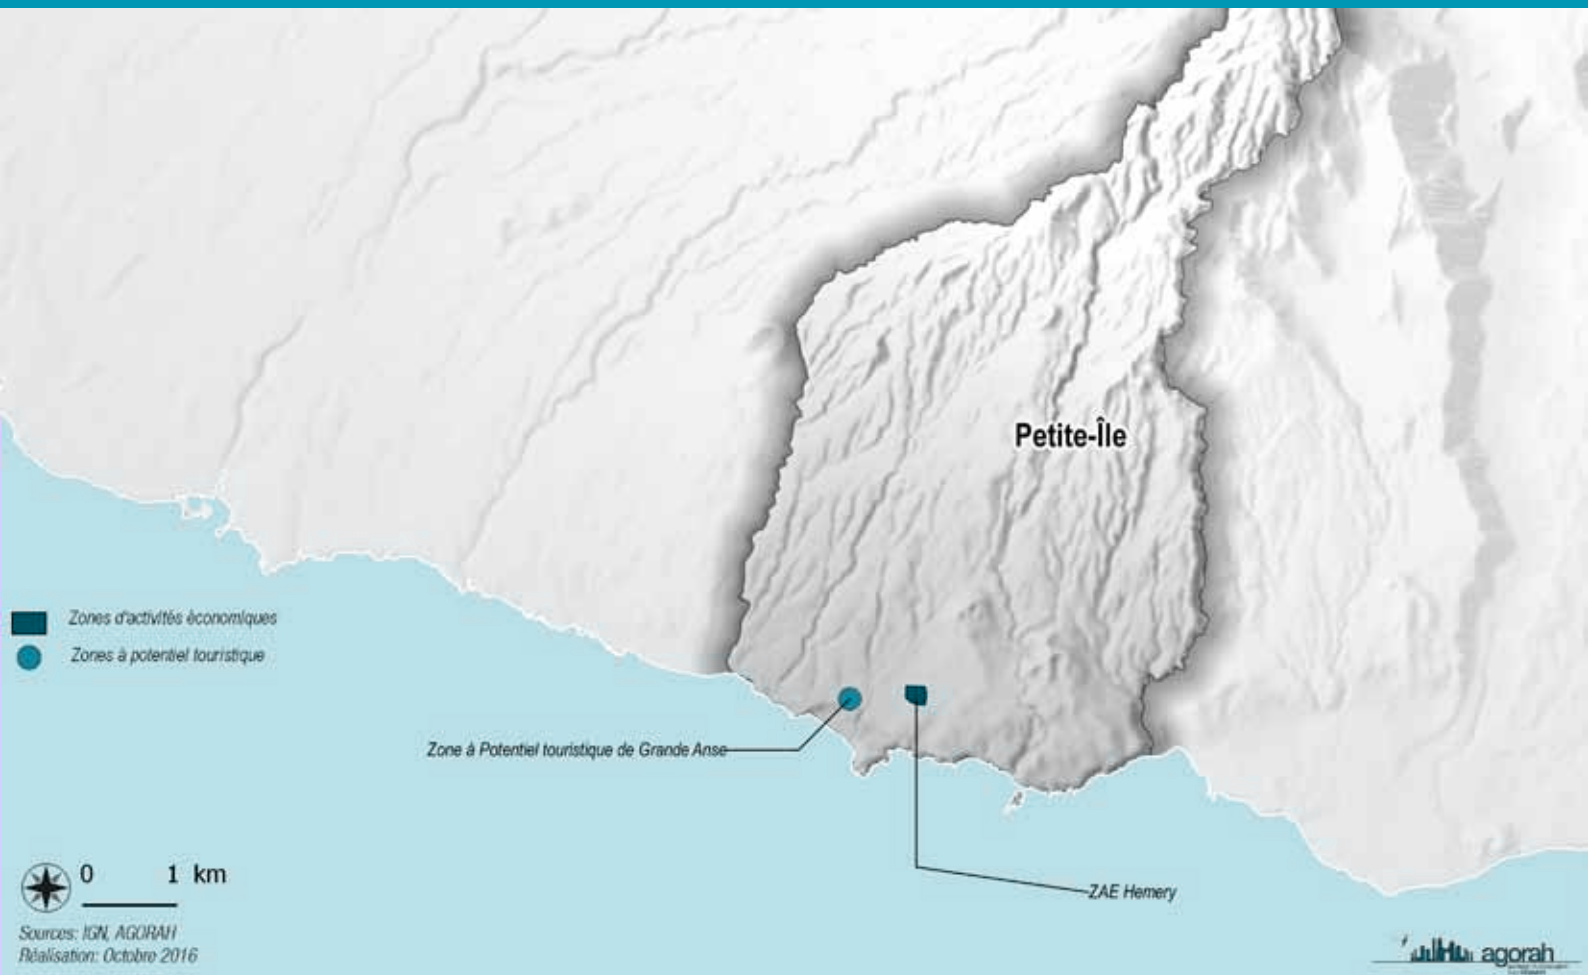 Petite-Île
Zones d'activités économiques
Zones à potentiel touristique
Zone à Potentiel touristique de Grande Anse
ZAE Hemery
0 1 km
Sources: IGN, AGORAH
Réalisation: Octobre 2016
agorah